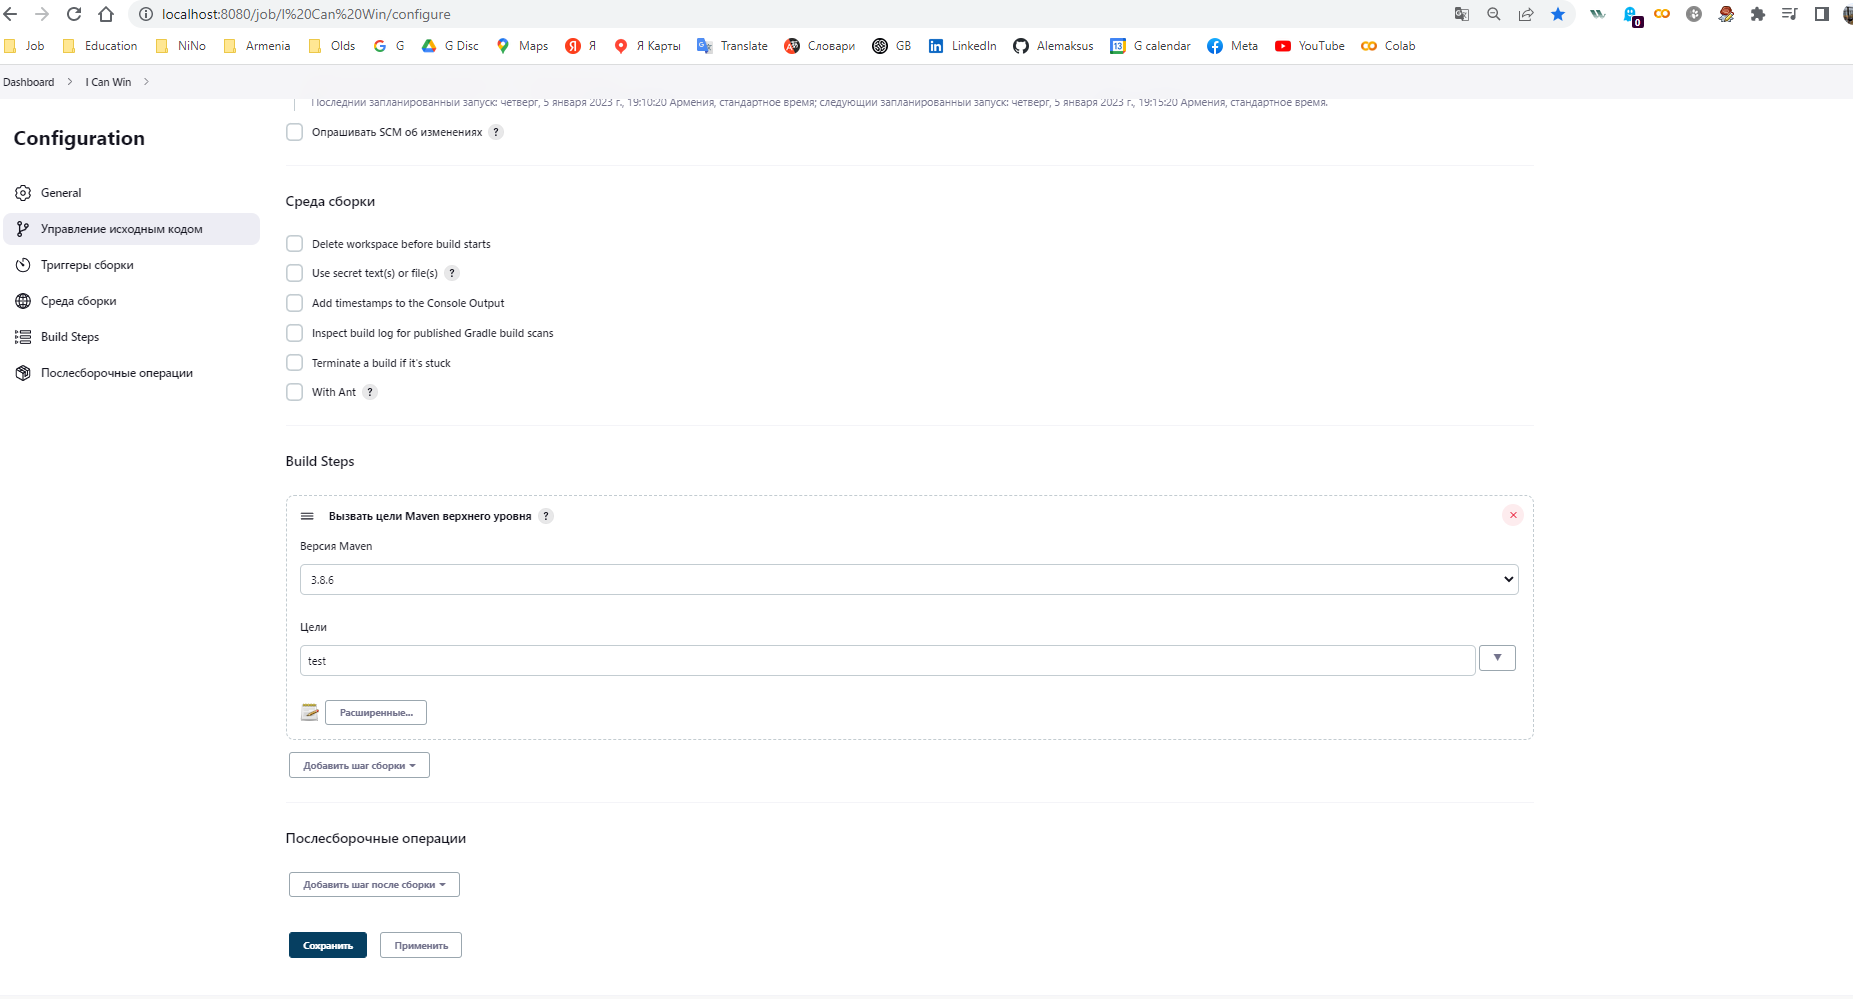 localhost:8080/job/I%20Can%20Win/configure
0
Job Education NiNo Armenia Olds G G Disc Maps Я Я Карты Translate Словари GB LinkedIn Alemaksus 13 G calendar Meta YouTube Colab
Dashboard I Can Win
Последний запланированный запуск: четверг, 5 января 2023 г., 19:10:20 Армения, стандартное время; следующий запланированный запуск: четверг, 5 января 2023 г., 19:15:20 Армения, стандартное время.
Опрашивать SCM об изменениях ?
Configuration
General
Управление исходным кодом
Триггеры сборки
Среда сборки
Build Steps
Послесборочные операции
Среда сборки
Delete workspace before build starts
Use secret text(s) or file(s) ?
Add timestamps to the Console Output
Inspect build log for published Gradle build scans
Terminate a build if it's stuck
With Ant ?
Build Steps
Вызвать цели Maven верхнего уровня ?
Версия Maven
3.8.6
Цели
test
Расширенные...
Добавить шаг сборки
Послесборочные операции
Добавить шаг после сборки
Сохранить Применить